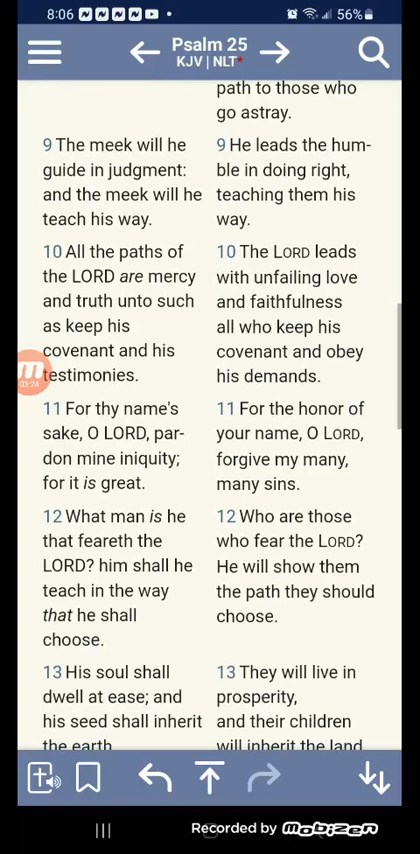 8:06
56%
Psalm 25
KJV | NLT*
path to those who
go astray.
9 The meek will he
guide in judgment:
and the meek will he
teach his way.
9 He leads the hum-
ble in doing right,
teaching them his
way.
10 All the paths of
the LORD are mercy
and truth unto such
as keep his
covenant and his
testimonies.
10 The LORD leads
with unfailing love
and faithfulness
all who keep his
covenant and obey
his demands.
03:24
11 For thy name's
sake, O LORD, par-
don mine iniquity;
for it is great.
11 For the honor of
your name, O LORD,
forgive my many,
many sins.
12 What man is he
that feareth the
LORD? him shall he
teach in the way
that he shall
choose.
12 Who are those
who fear the LORD?
He will show them
the path they should
choose.
13 His soul shall
dwell at ease; and
his seed shall inherit
the earth
13 They will live in
prosperity,
and their children
will inherit the land
Recorded by mobizen